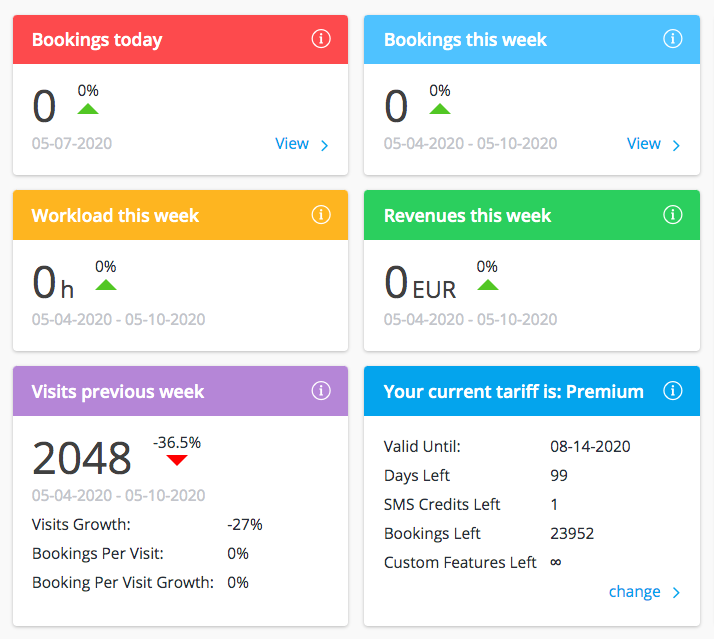 Bookings today
0 0%
05-07-2020 View
Bookings this week
0 0%
05-04-2020 - 05-10-2020 View
Workload this week
0 h 0%
05-04-2020 - 05-10-2020
Revenues this week
0 EUR 0%
05-04-2020 - 05-10-2020
Visits previous week
2048 -36.5%
05-04-2020 - 05-10-2020
Visits Growth: -27%
Bookings Per Visit: 0%
Booking Per Visit Growth: 0%
Your current tariff is: Premium
Valid Until: 08-14-2020
Days Left 99
SMS Credits Left 1
Bookings Left 23952
Custom Features Left ∞
change